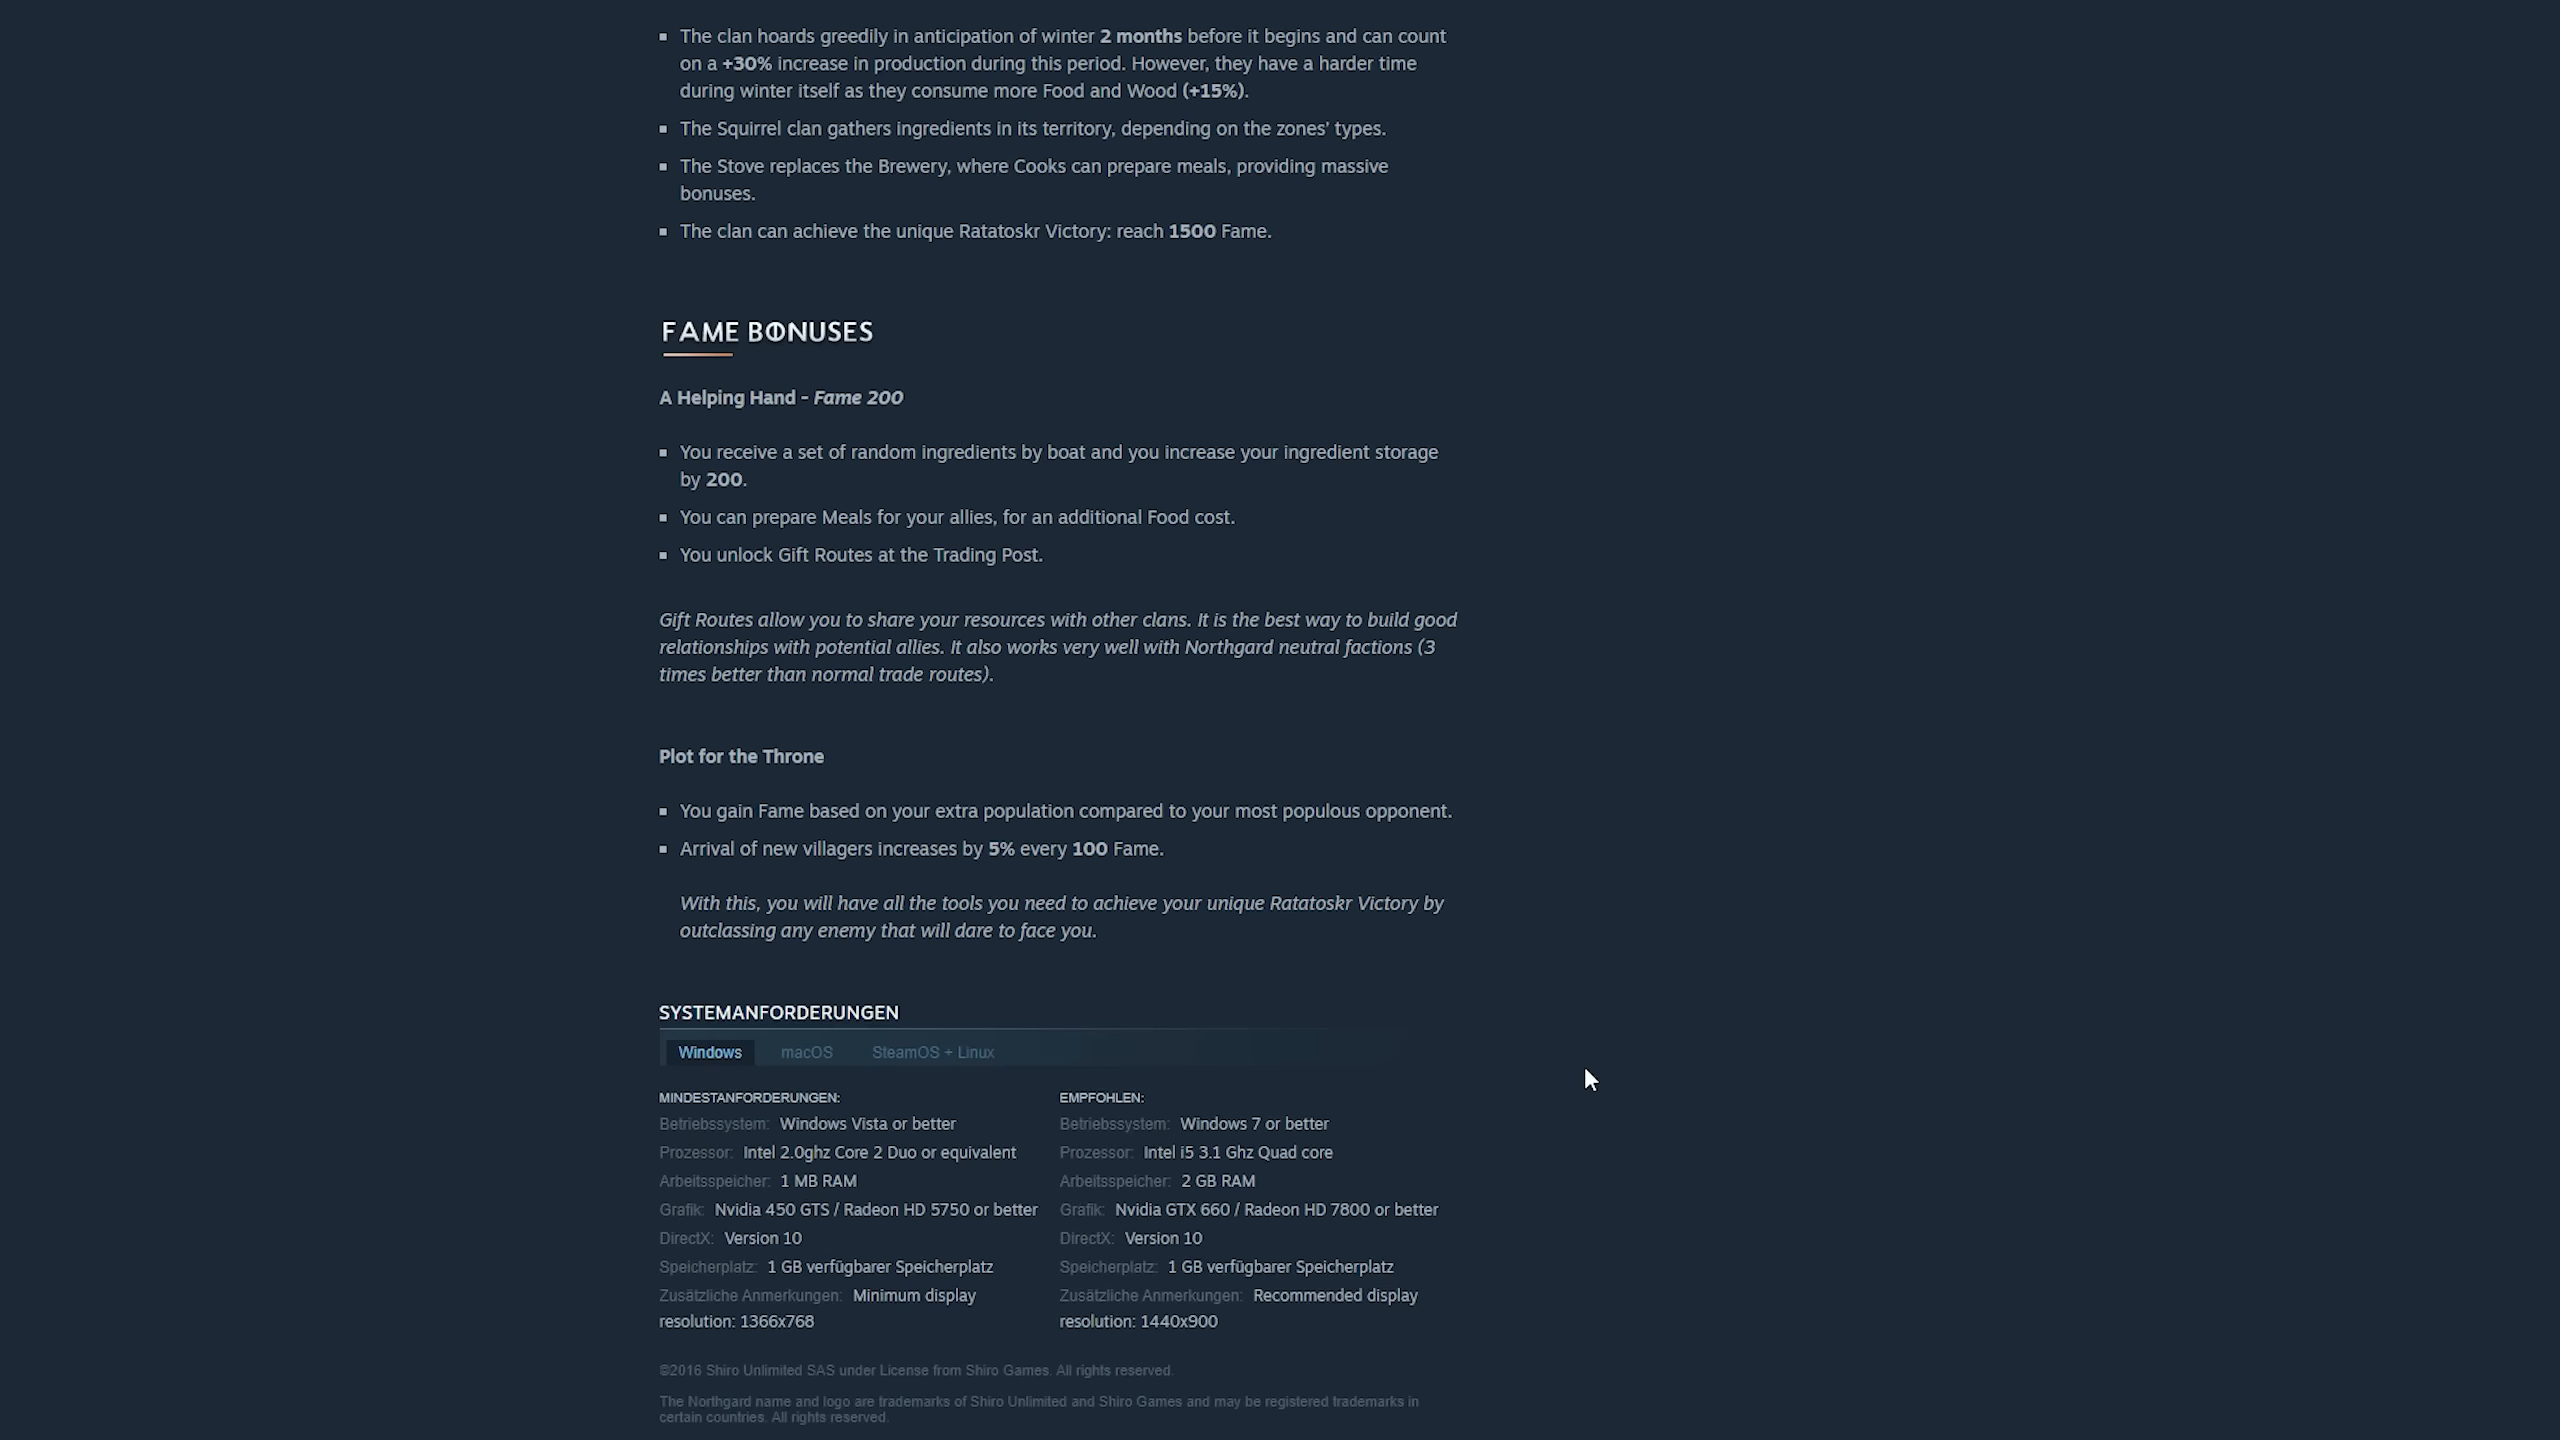 ▪ The clan hoards greedily in anticipation of winter 2 months before it begins and can count
on a +30% increase in production during this period. However, they have a harder time
during winter itself as they consume more Food and Wood (+15%).
▪ The Squirrel clan gathers ingredients in its territory, depending on the zones' types.
▪ The Stove replaces the Brewery, where Cooks can prepare meals, providing massive
bonuses.
▪ The clan can achieve the unique Ratatoskr Victory: reach 1500 Fame.
FAME BONUSES
A Helping Hand - Fame 200
▪ You receive a set of random ingredients by boat and you increase your ingredient storage
by 200.
▪ You can prepare Meals for your allies, for an additional Food cost.
▪ You unlock Gift Routes at the Trading Post.
Gift Routes allow you to share your resources with other clans. It is the best way to build good
relationships with potential allies. It also works very well with Northgard neutral factions (3
times better than normal trade routes).
Plot for the Throne
▪ You gain Fame based on your extra population compared to your most populous opponent.
▪ Arrival of new villagers increases by 5% every 100 Fame.
With this, you will have all the tools you need to achieve your unique Ratatoskr Victory by
outclassing any enemy that will dare to face you.
SYSTEMANFORDERUNGEN
Windows macOS SteamOS + Linux
MINDESTANFORDERUNGEN:
Betriebssystem: Windows Vista or better
Prozessor: Intel 2.0ghz Core 2 Duo or equivalent
Arbeitsspeicher: 1 MB RAM
Grafik: Nvidia 450 GTS / Radeon HD 5750 or better
DirectX: Version 10
Speicherplatz: 1 GB verfügbarer Speicherplatz
Zusätzliche Anmerkungen: Minimum display
resolution: 1366x768
EMPFOHLEN:
Betriebssystem: Windows 7 or better
Prozessor: Intel i5 3.1 Ghz Quad core
Arbeitsspeicher: 2 GB RAM
Grafik: Nvidia GTX 660 / Radeon HD 7800 or better
DirectX: Version 10
Speicherplatz: 1 GB verfügbarer Speicherplatz
Zusätzliche Anmerkungen: Recommended display
resolution: 1440x900
©2016 Shiro Unlimited SAS under License from Shiro Games. All rights reserved.
The Northgard name and logo are trademarks of Shiro Unlimited and Shiro Games and may be registered trademarks in
certain countries. All rights reserved.